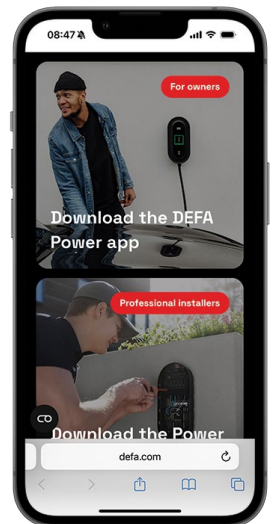 08:47
For owners
Download the DEFA
Power app
Professional installers
Download the Power
defa.com